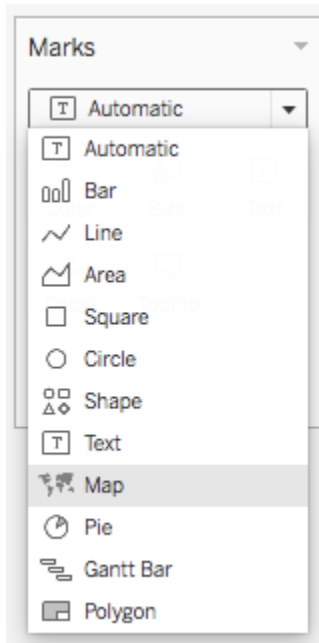 Marks
T Automatic
T Automatic
Bar
Line
Area
Square
Circle
Shape
T Text
Map
Pie
Gantt Bar
Polygon